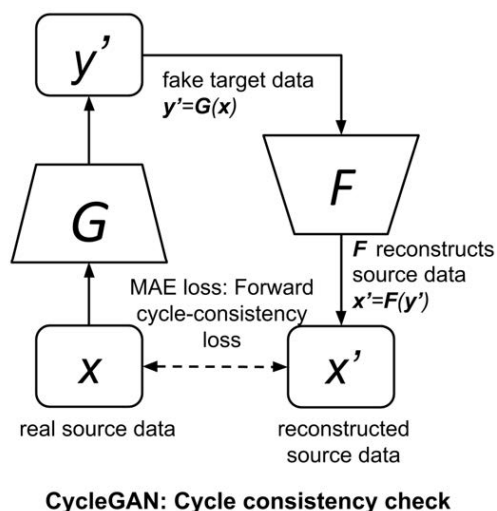 y’
fake target data
y’=G(x)
F
G
F reconstructs
source data
x’=F(y’)
MAE loss: Forward
cycle-consistency
loss
x
x’
real source data
reconstructed
source data
CycleGAN: Cycle consistency check